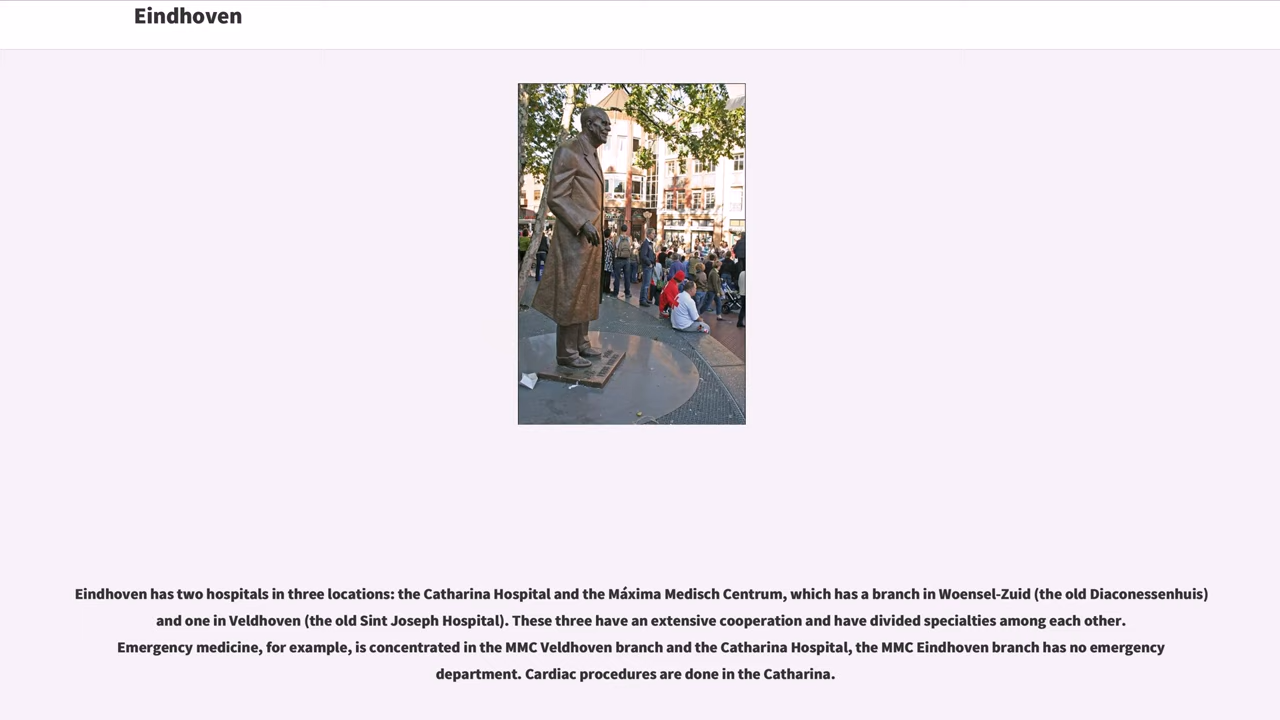 Eindhoven
Eindhoven has two hospitals in three locations: the Catharina Hospital and the Máxima Medisch Centrum, which has a branch in Woensel-Zuid (the old Diaconessenhuis)
and one in Veldhoven (the old Sint Joseph Hospital). These three have an extensive cooperation and have divided specialties among each other.
Emergency medicine, for example, is concentrated in the MMC Veldhoven branch and the Catharina Hospital, the MMC Eindhoven branch has no emergency
department. Cardiac procedures are done in the Catharina.